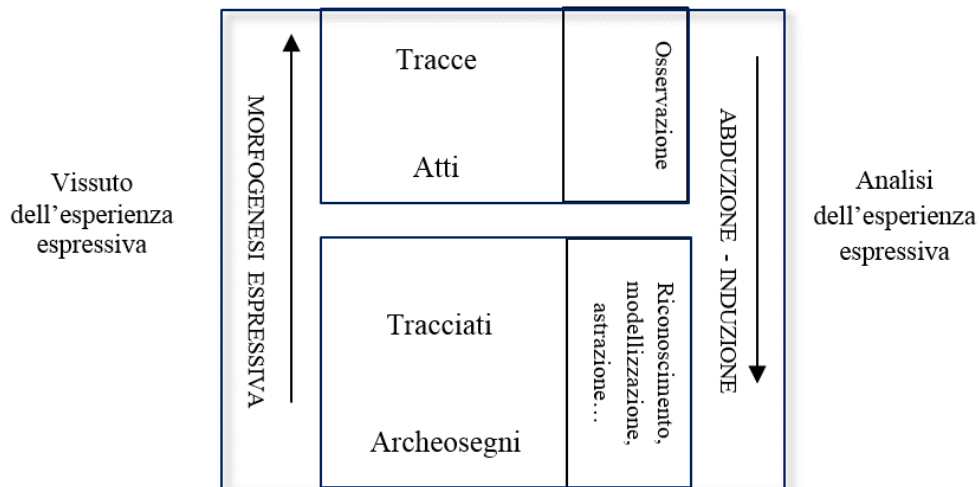 Vissuto
dell’esperienza
espressiva
MORFOGENESI ESPRESSIVA
Tracce
Atti
Osservazione
Tracciati
Archeosegni
Riconoscimento,
modellizzazione,
astrazione…
ABDUZIONE - INDUZIONE
Analisi
dell’esperienza
espressiva